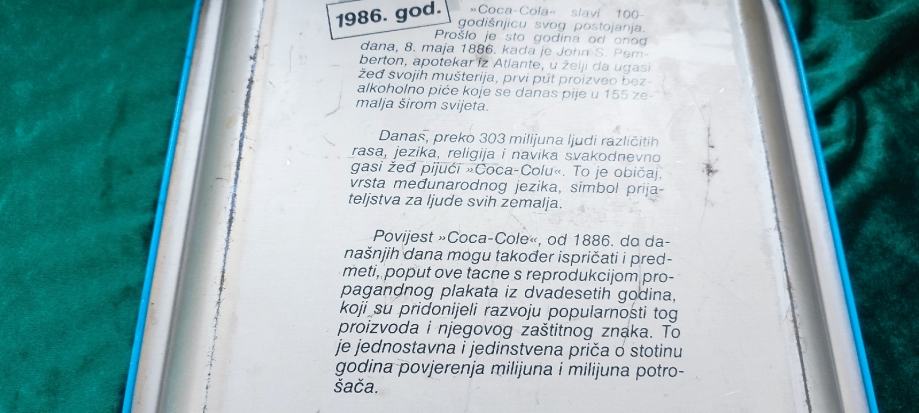 1986. god.
»Coca-Cola« slavi 100-
godišnjicu svog postojanja.
Prošlo je sto godina od onog
dana, 8. maja 1886. kada je John S. Pem-
berton, apotekar iz Atlante, u želji da ugasi
žeđ svojih mušterija, prvi put proizveo bez-
alkoholno piće koje se danas pije u 155 ze-
malja širom svijeta.
Danas, preko 303 milijuna ljudi različitih
rasa, jezika, religija i navika svakodnevno
gasi žeđ pijući »Coca-Colu«. To je običaj,
vrsta međunarodnog jezika, simbol prija-
teljstva za ljude svih zemalja.
Povijest »Coca-Cole«, od 1886. do da-
našnjih dana mogu također ispričati i pred-
meti, poput ove tacne s reprodukcijom pro-
pagandnog plakata iz dvadesetih godina,
koji su pridonijeli razvoju popularnosti tog
proizvoda i njegovog zaštitnog znaka. To
je jednostavna i jedinstvena priča o stotinu
godina povjerenja milijuna i milijuna potro-
šača.